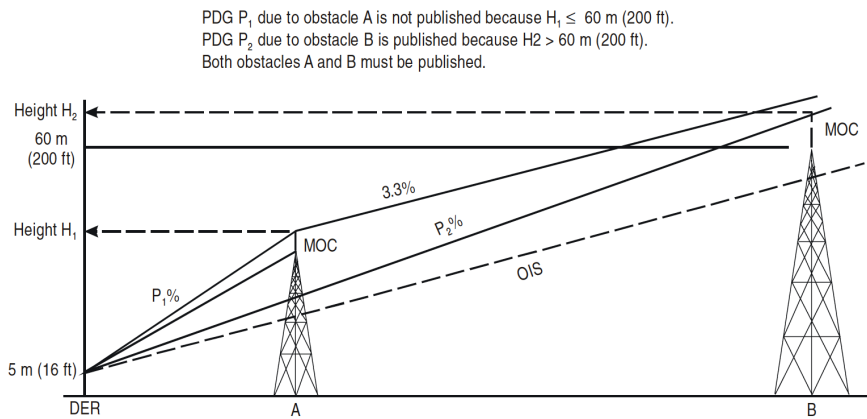 PDG P₁ due to obstacle A is not published because H₁ ≤ 60 m (200 ft).
PDG P₂ due to obstacle B is published because H2 > 60 m (200 ft).
Both obstacles A and B must be published.
Height H₂
MOC
60 m
(200 ft)
3.3%
Height H₁
MOC
P₂%
P₁%
OIS
5 m (16 ft)
DER
A
B